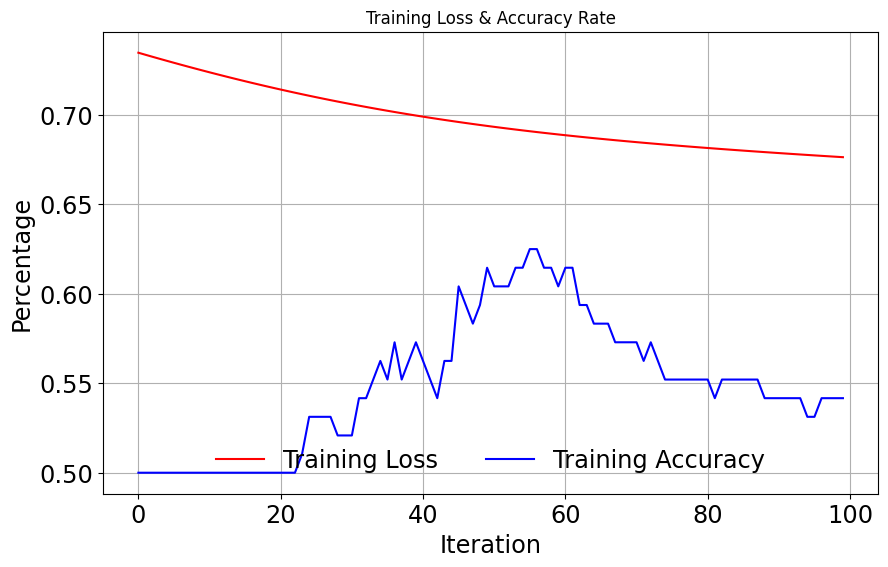 Training Loss & Accuracy Rate
Percentage
0.70
0.65
0.60
0.55
0.50
Training Loss
Training Accuracy
0
20
40
60
80
100
Iteration